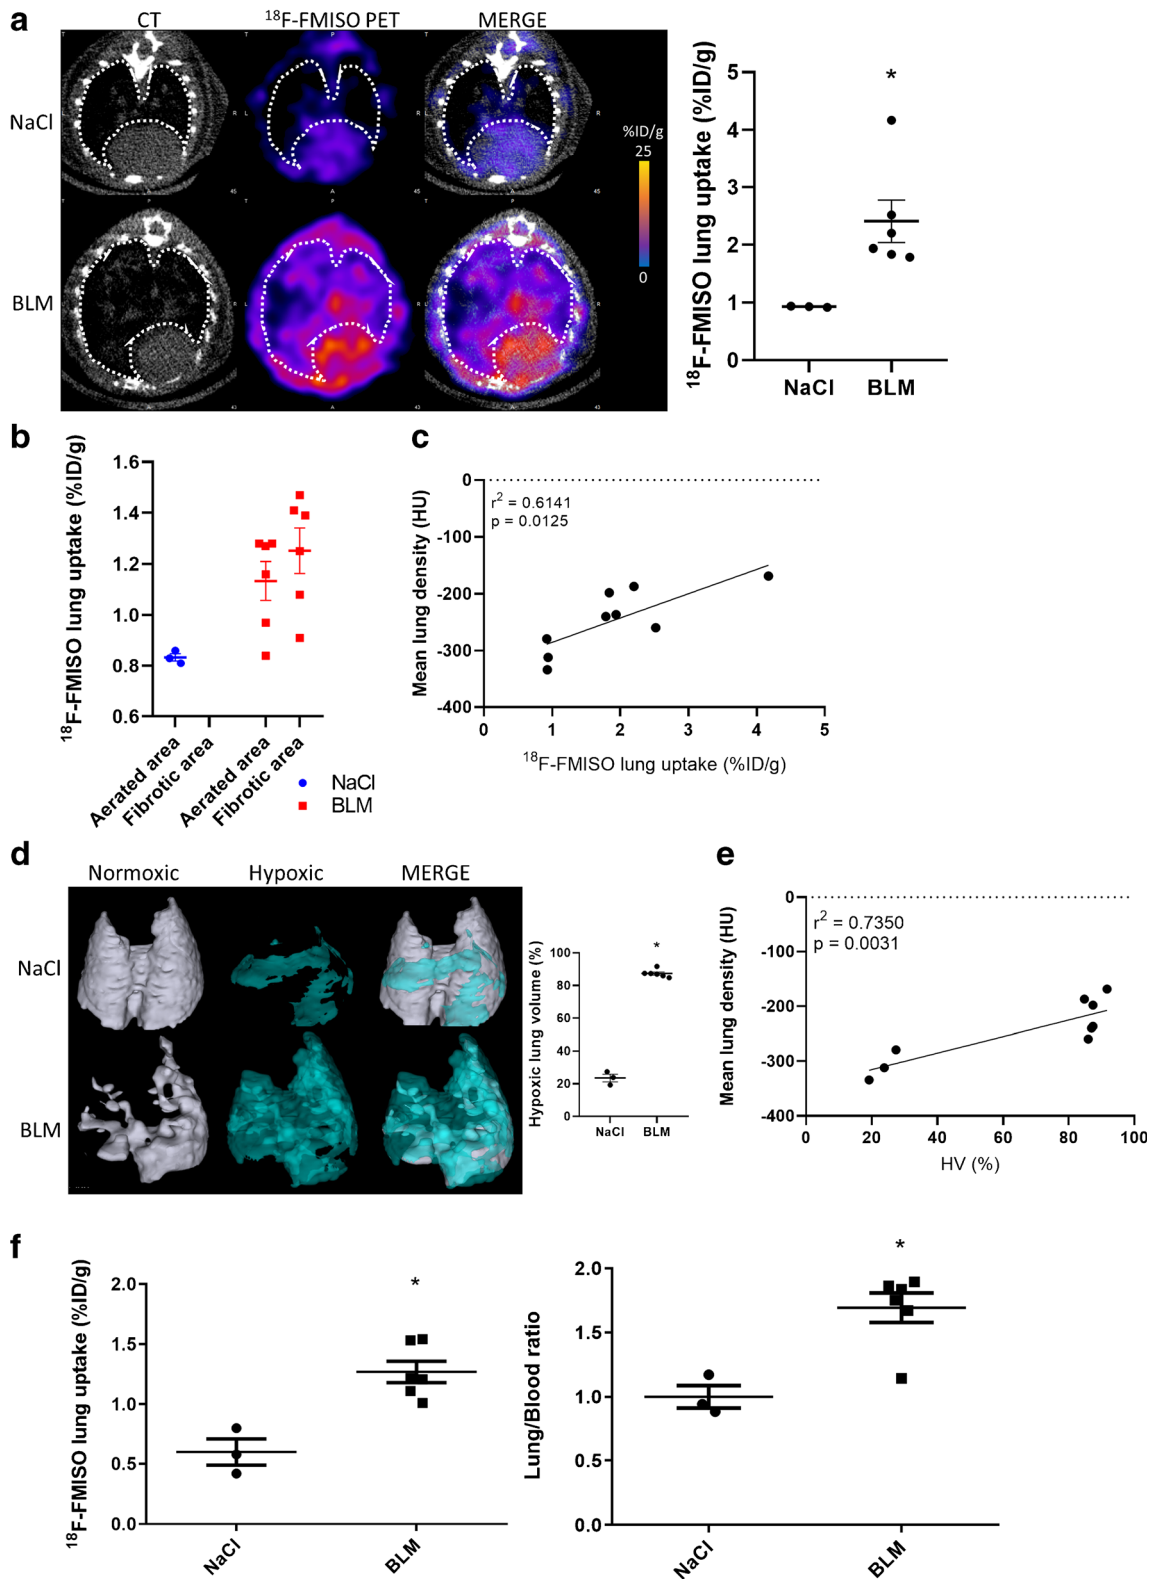 a
CT
18F-FMISO PET
MERGE
NaCl
BLM
%ID/g
25
0
T
P
L
R
A
45
43
18F-FMISO lung uptake (%ID/g)
5
4
3
2
1
0
*
NaCl
BLM
b
18F-FMISO lung uptake (%ID/g)
1.6
1.4
1.2
1.0
0.8
0.6
Aerated area
Fibrotic area
Aerated area
Fibrotic area
NaCl
BLM
c
Mean lung density (HU)
0
-100
-200
-300
-400
r2 = 0.6141
p = 0.0125
0
1
2
3
4
5
18F-FMISO lung uptake (%ID/g)
d
Normoxic
Hypoxic
MERGE
NaCl
BLM
Hypoxic lung volume (%)
100
80
60
40
20
0
*
NaCl
BLM
e
Mean lung density (HU)
0
-100
-200
-300
-400
r2 = 0.7350
p = 0.0031
0
20
40
60
80
100
HV (%)
f
18F-FMISO lung uptake (%ID/g)
2.0
1.5
1.0
0.5
0.0
*
NaCl
BLM
Lung/Blood ratio
2.0
1.5
1.0
0.5
0.0
*
NaCl
BLM